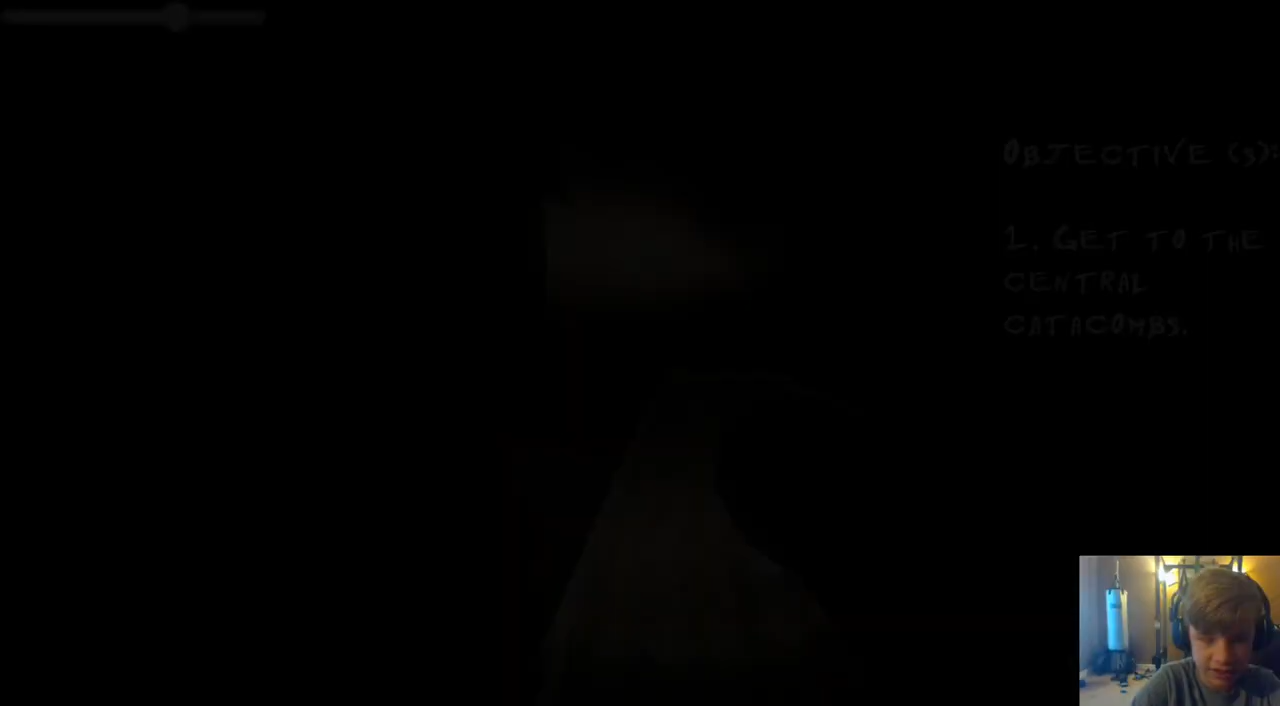 OBJECTIVE (S):
1. GET TO THE
CENTRAL
CATACOMBS.